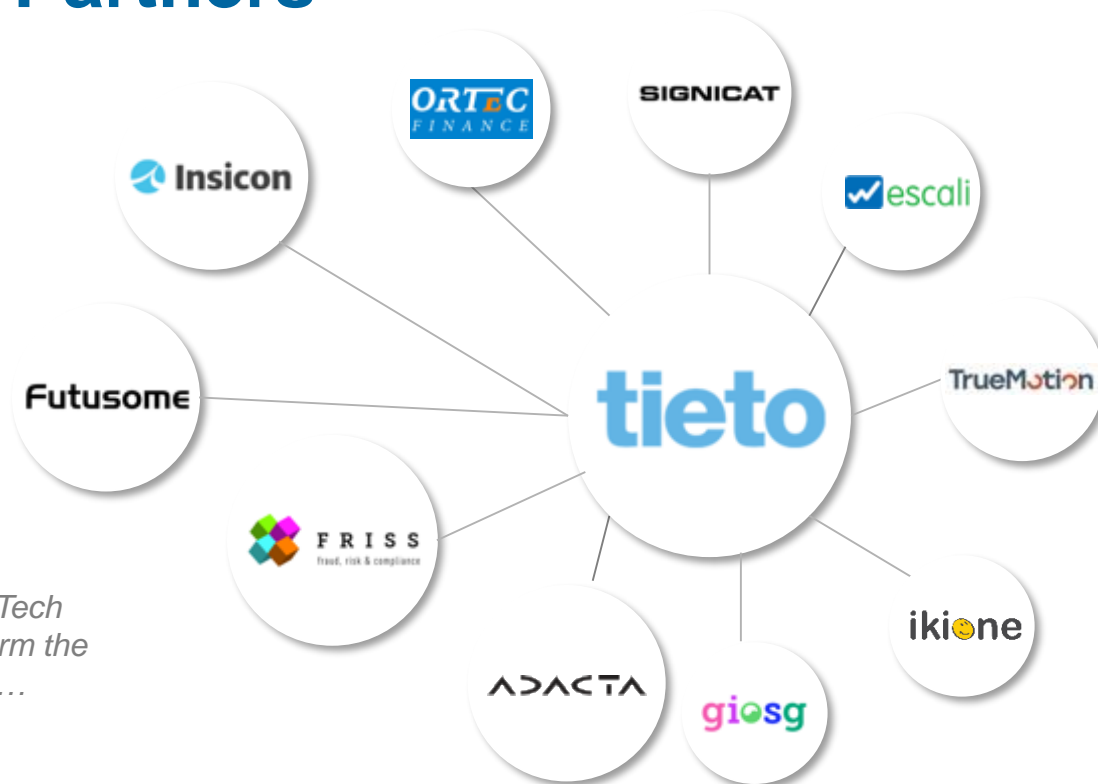 Partners
ORTEC
FINANCE
SIGNICAT
Insicon
escali
TrueMotion
tieto
Futusome
FRISS
fraud, risk & compliance
Tech
rm the
…
ikione
ADACTA
giosg